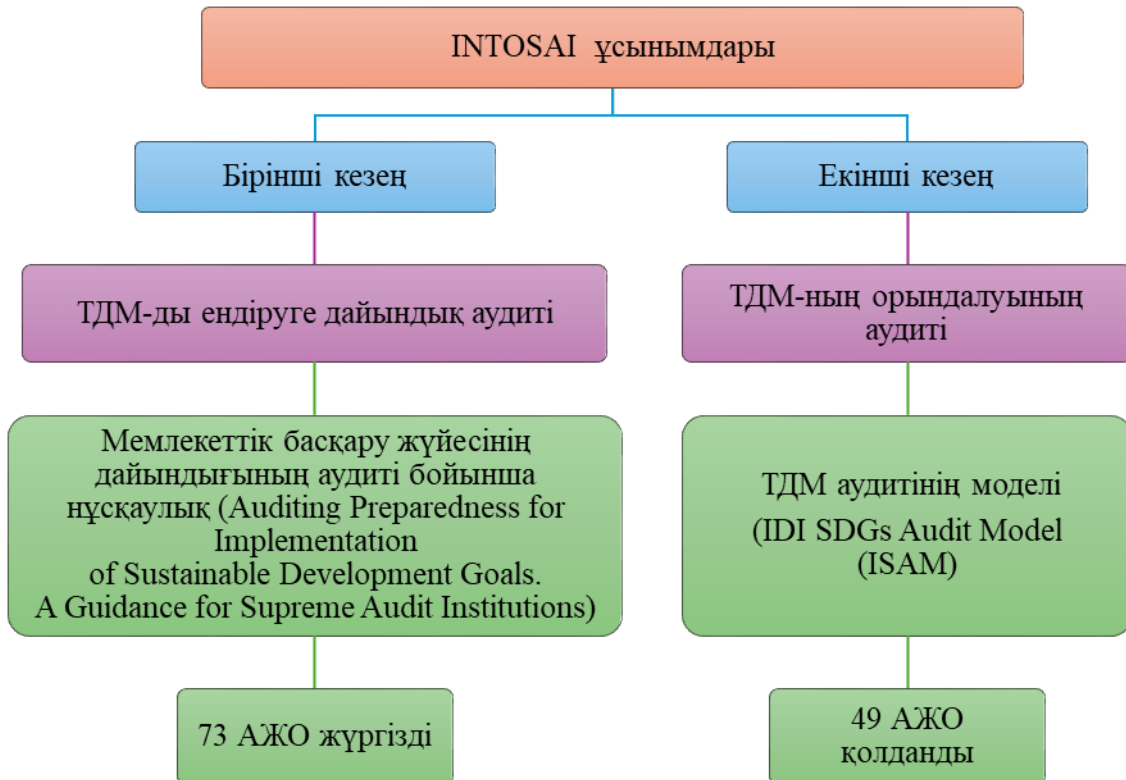 INTOSAI ұсынымдары
Бірінші кезең
Екінші кезең
ТДМ-ды ендіруге дайындық аудиті
ТДМ-ның орындалуының
аудиті
Мемлекеттік басқару жүйесінің
дайындығының аудиті бойынша
нұсқаулық (Auditing Preparedness for
Implementation
of Sustainable Development Goals.
A Guidance for Supreme Audit Institutions)
ТДМ аудитінің моделі
(IDI SDGs Audit Model
(ISAM)
73 АЖО жүргізді
49 АЖО
қолданды